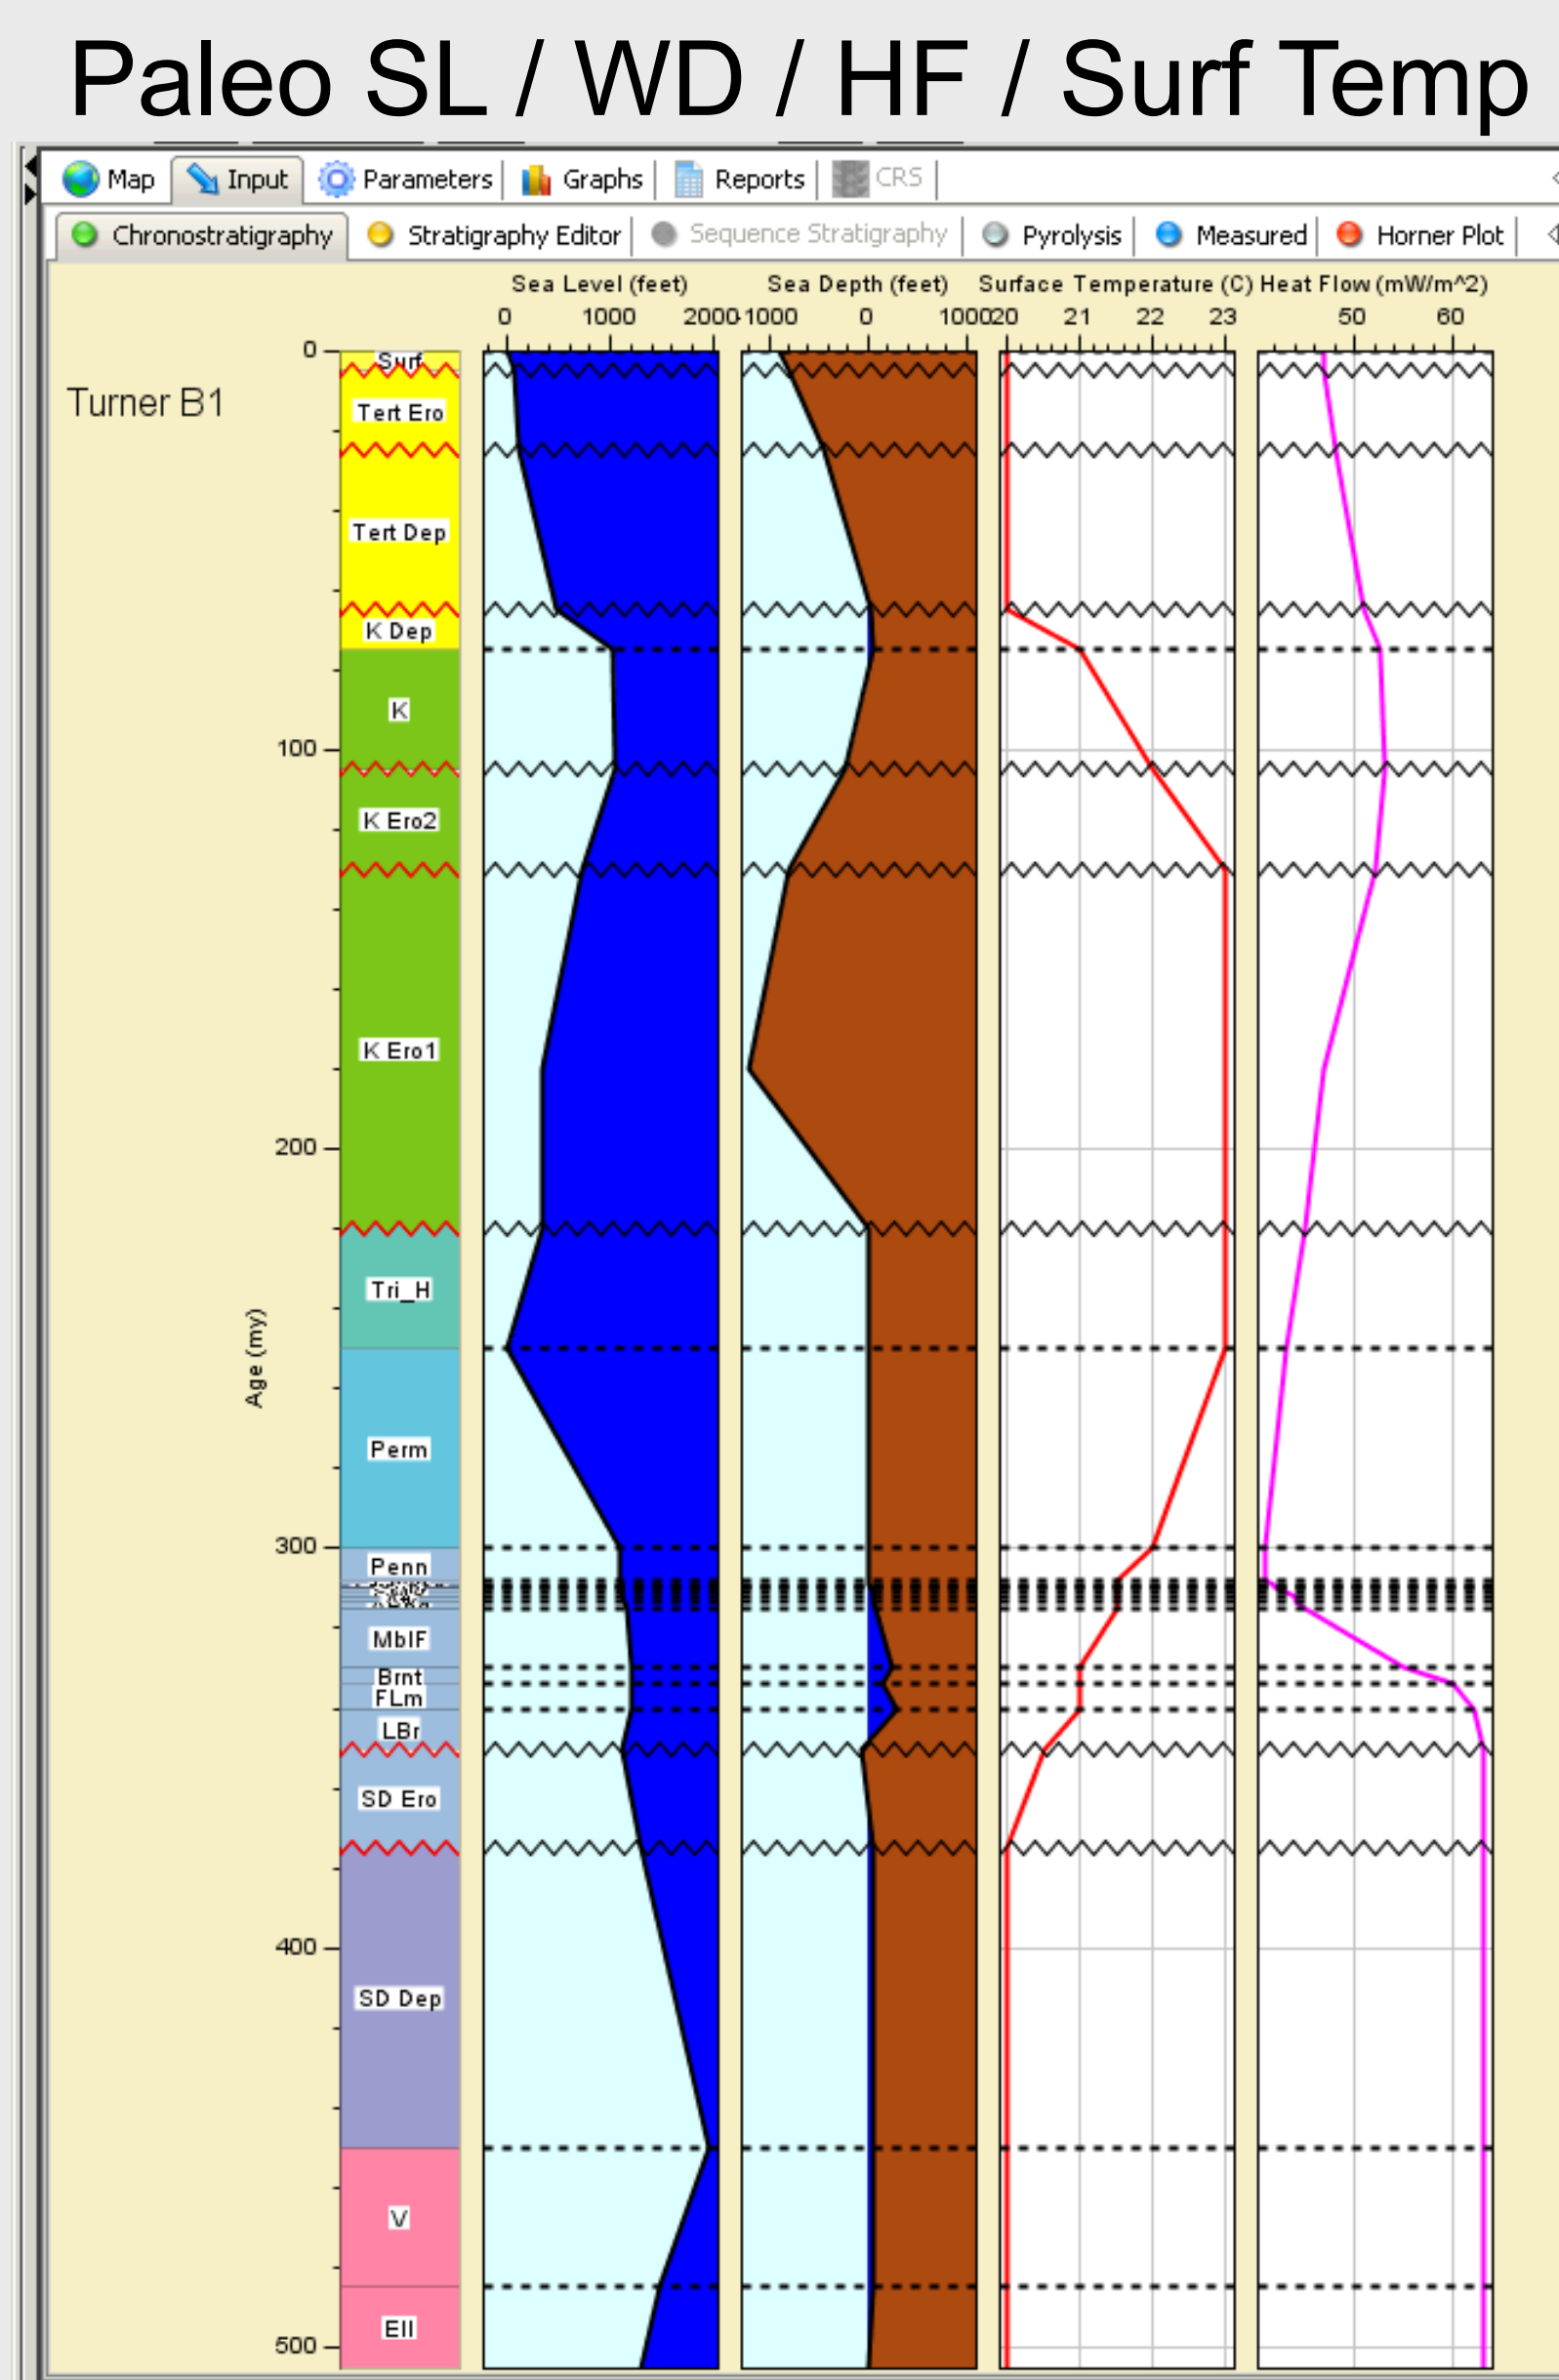 Paleo SL / WD / HF / Surf Temp
Map Input Parameters Graphs Reports CRS
Chronostratigraphy Stratigraphy Editor Sequence Stratigraphy Pyrolysis Measured Horner Plot
Sea Level (feet) Sea Depth (feet) Surface Temperature (C) Heat Flow (mW/m^2)
0 1000 2000 -1000 0 1000 20 21 22 23 50 60
0
Surf
Turner B1
Tert Ero
Tert Dep
K Dep
K
100
K Ero2
K Ero1
200
Tri_H
Age (my)
Perm
300
Penn
MblF
Brnt
FLm
LBr
SD Ero
400
SD Dep
V
Ell
500